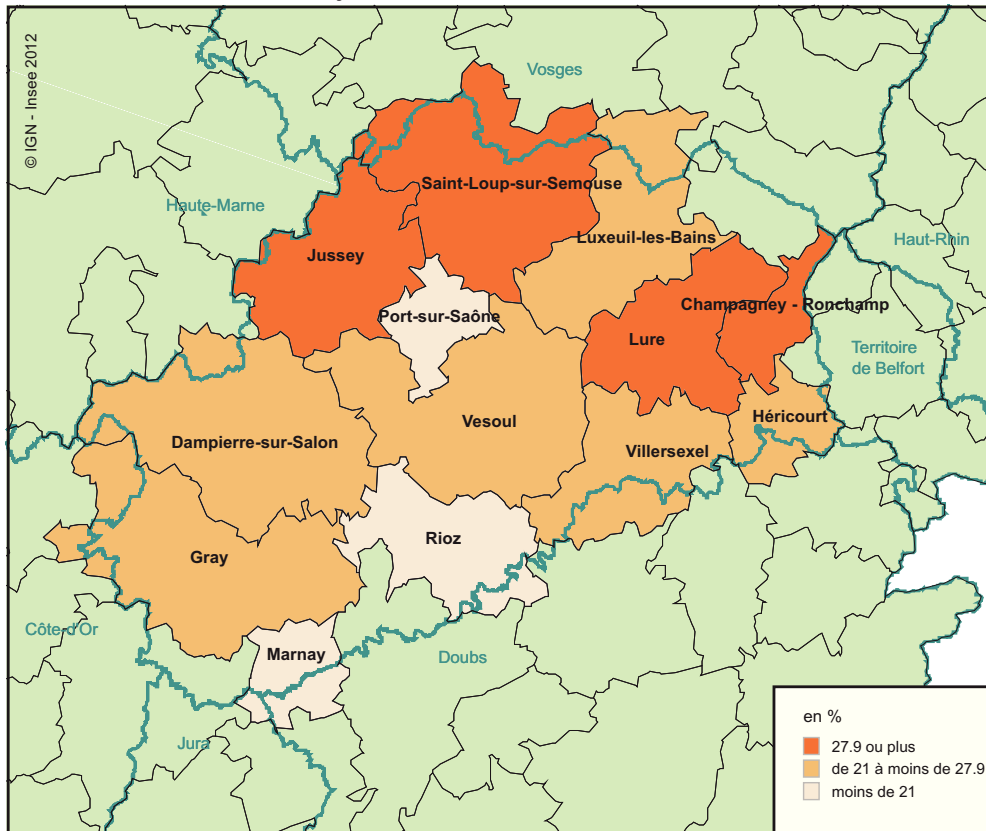 © IGN - Insee 2012
Vosges
Saint-Loup-sur-Semouse
Haute-Marne
Luxeuil-les-Bains
Haut-Rhin
Jussey
Champagney - Ronchamp
Port-sur-Saône
Lure
Territoire
de Belfort
Héricourt
Vesoul
Dampierre-sur-Salon
Villersexel
Rioz
Gray
Côte-d'Or
Marnay
Doubs
Jura
en %
27.9 ou plus
de 21 à moins de 27.9
moins de 21